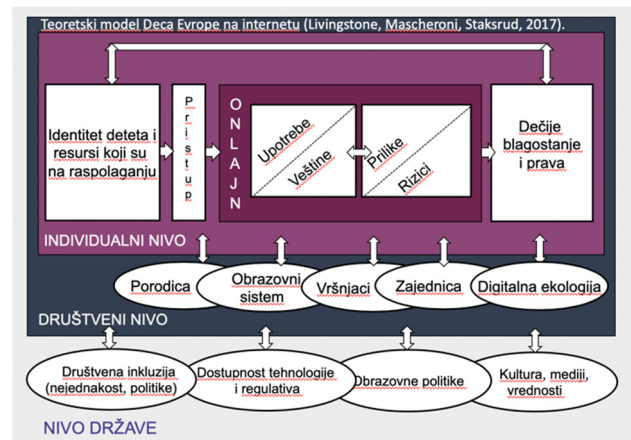 Teoretski model Deca Evrope na internetu (Livingstone, Mascheroni, Staksrud, 2017).
Identitet deteta i
resursi koji su
na raspolaganju
Pristup
ONLAJN
Upotrebe
Veštine
Prilike
Rizici
Dečije
blagostanje
i prava
INDIVIDUALNI NIVO
Porodica
Obrazovni
sistem
Vršnjaci
Zajednica
Digitalna ekologija
DRUŠTVENI NIVO
Društvena inkluzija
(nejednakost, politike)
Dostupnost tehnologije
i regulativa
Obrazovne politike
Kultura, mediji,
vrednosti
NIVO DRŽAVE